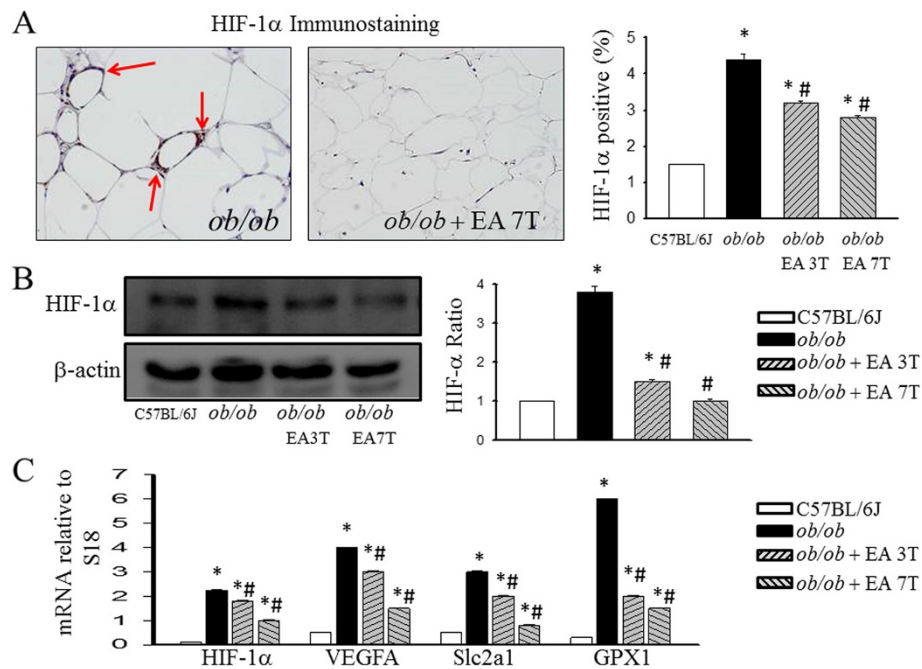 A
HIF-1α Immunostaining
ob/ob
ob/ob + EA 7T
HIF-1α positive (%)
5
4
3
2
1
0
*
* #
* #
C57BL/6J
ob/ob
ob/ob
EA 3T
ob/ob
EA 7T
B
HIF-1α
β-actin
C57BL/6J
ob/ob
ob/ob
EA3T
ob/ob
EA7T
HIF-α Ratio
4
2
1
0
*
* #
#
C57BL/6J
ob/ob
ob/ob + EA 3T
ob/ob + EA 7T
C
mRNA relative to
S18
7
6
5
4
3
2
1
0
*
*#
*#
*
*#
*#
*
*#
*#
*
*#
*#
HIF-1α
VEGFA
Slc2a1
GPX1
C57BL/6J
ob/ob
ob/ob + EA 3T
ob/ob + EA 7T